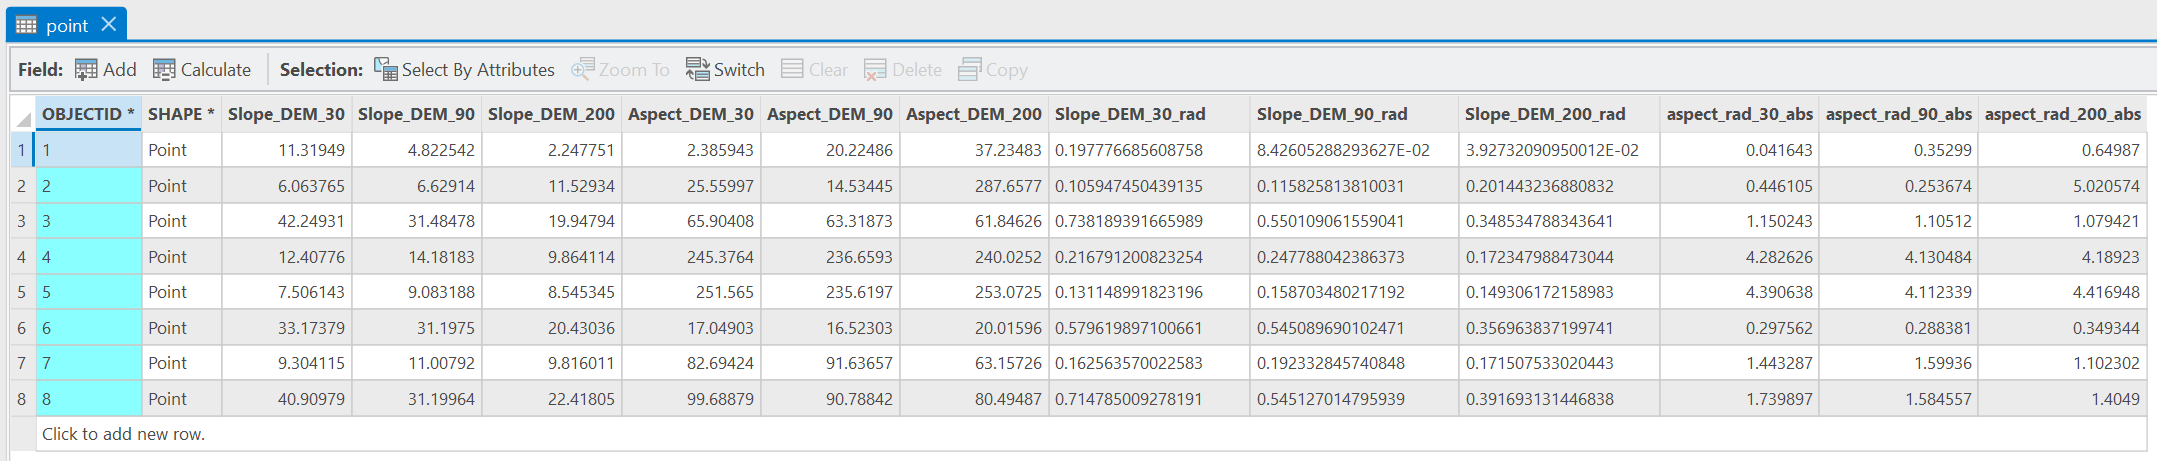 point
Field: Add Calculate Selection: Select By Attributes Zoom To Switch Clear Delete Copy
OBJECTID * SHAPE * Slope_DEM_30 Slope_DEM_90 Slope_DEM_200 Aspect_DEM_30 Aspect_DEM_90 Aspect_DEM_200 Slope_DEM_30_rad Slope_DEM_90_rad Slope_DEM_200_rad aspect_rad_30_abs aspect_rad_90_abs aspect_rad_200_abs
1 1 Point 11.31949 4.822542 2.247751 2.385943 20.22486 37.23483 0.197776685608758 8.42605288293627E-02 3.92732090950012E-02 0.041643 0.35299 0.64987
2 2 Point 6.063765 6.62914 11.52934 25.55997 14.53445 287.6577 0.105947450439135 0.115825813810031 0.201443236880832 0.446105 0.253674 5.020574
3 3 Point 42.24931 31.48478 19.94794 65.90408 63.31873 61.84626 0.738189391665989 0.550109061559041 0.348534788343641 1.150243 1.10512 1.079421
4 4 Point 12.40776 14.18183 9.864114 245.3764 236.6593 240.0252 0.216791200823254 0.247788042386373 0.172347988473044 4.282626 4.130484 4.18923
5 5 Point 7.506143 9.083188 8.545345 251.565 235.6197 253.0725 0.131148991823196 0.158703480217192 0.149306172158983 4.390638 4.112339 4.416948
6 6 Point 33.17379 31.1975 20.43036 17.04903 16.52303 20.01596 0.579619897100661 0.545089690102471 0.356963837199741 0.297562 0.288381 0.349344
7 7 Point 9.304115 11.00792 9.816011 82.69424 91.63657 63.15726 0.162563570022583 0.192332845740848 0.171507533020443 1.443287 1.59936 1.102302
8 8 Point 40.90979 31.19964 22.41805 99.68879 90.78842 80.49487 0.714785009278191 0.545127014795939 0.391693131446838 1.739897 1.584557 1.4049
Click to add new row.